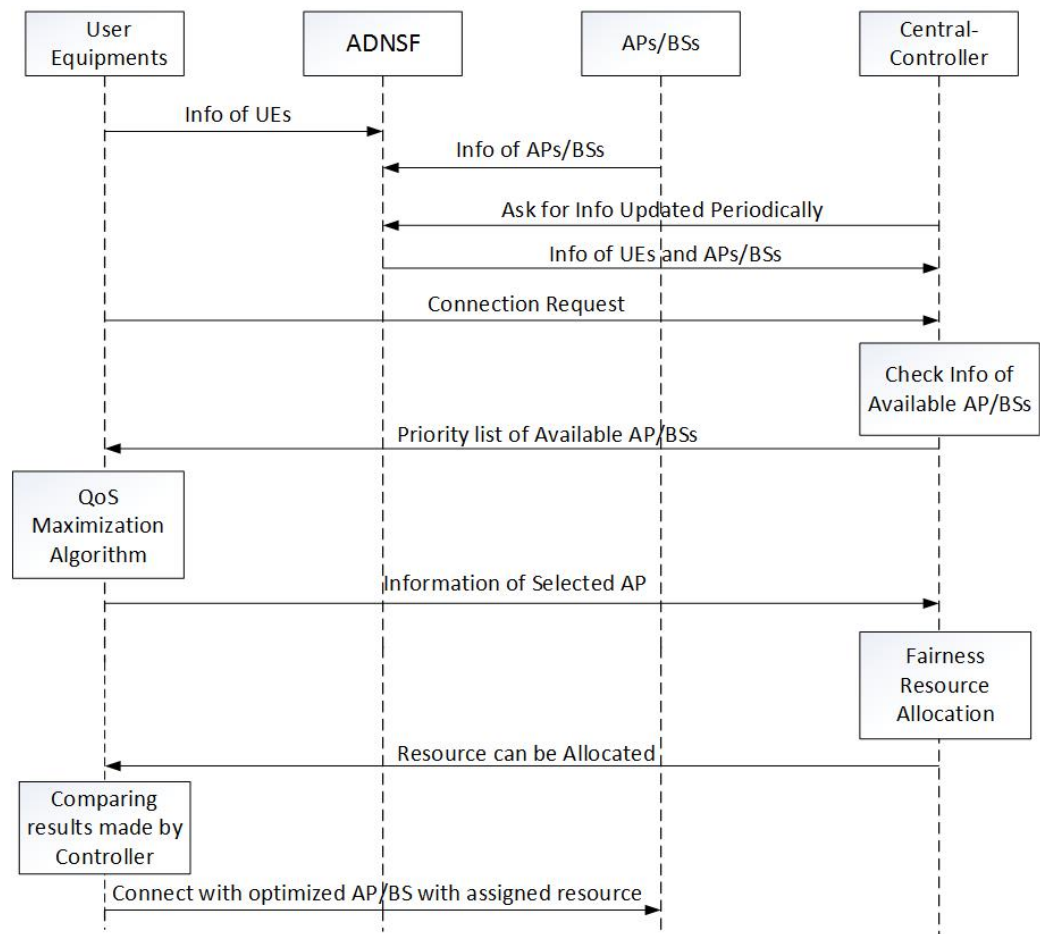 User
Equipments
ADNSF
APs/BSs
Central-
Controller
Info of UEs
Info of APs/BSs
Ask for Info Updated Periodically
Info of UEs and APs/BSs
Connection Request
Check Info of
Available AP/BSs
Priority list of Available AP/BSs
QoS
Maximization
Algorithm
Information of Selected AP
Fairness
Resource
Allocation
Resource can be Allocated
Comparing
results made by
Controller
Connect with optimized AP/BS with assigned resource